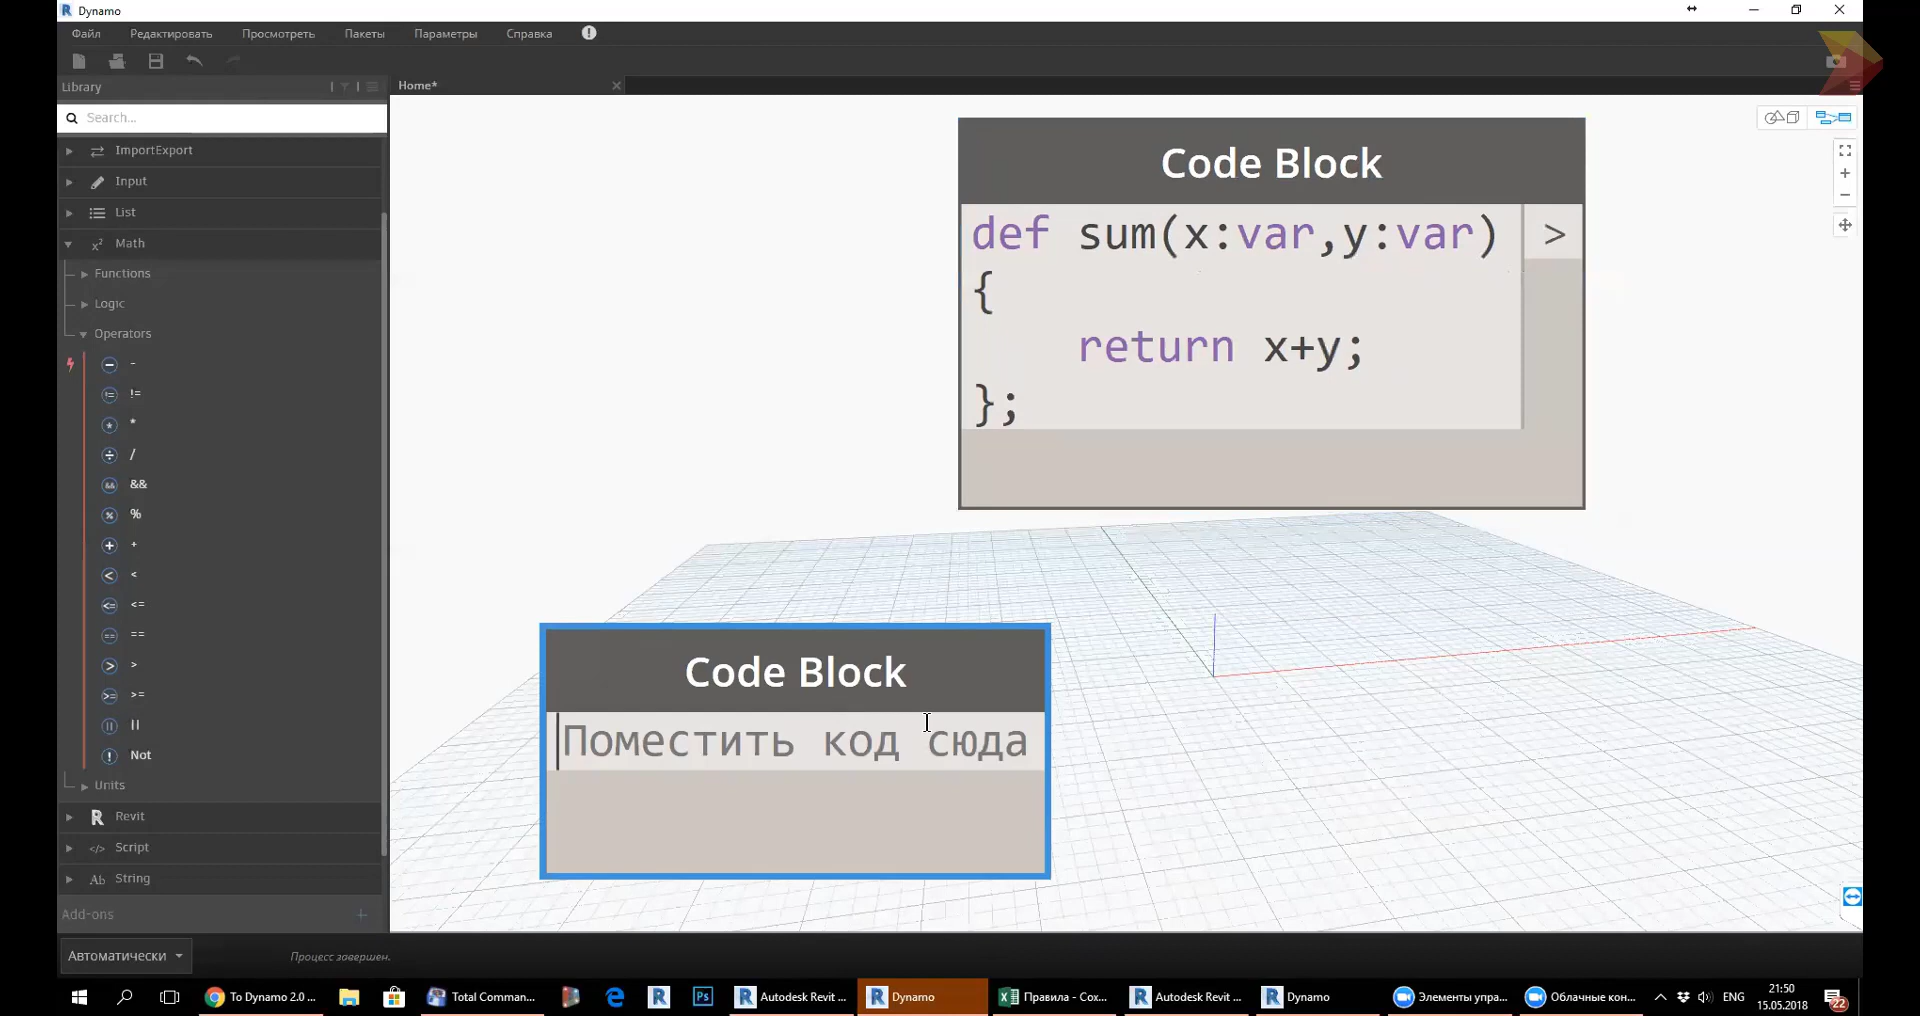 Dynamo
Файл Редактировать Просмотреть Пакеты Параметры Справка
Library
Home*
Search...
ImportExport
Input
List
Math
Functions
Logic
Operators
-
!=
*
/
&&
%
+
<
<=
==
>
>=
||
Not
Units
Revit
Script
String
Add-ons
Code Block
def sum(x:var,y:var) >
{
return x+y;
};
Code Block
Поместить код сюда
Автоматически
Процесс завершен.
To Dynamo 2.0 ... Total Comman... Autodesk Revit ... Dynamo Правила - Сох... Autodesk Revit ... Dynamo Элементы упра... Облачные кон... ENG
21:50
15.05.2018
22